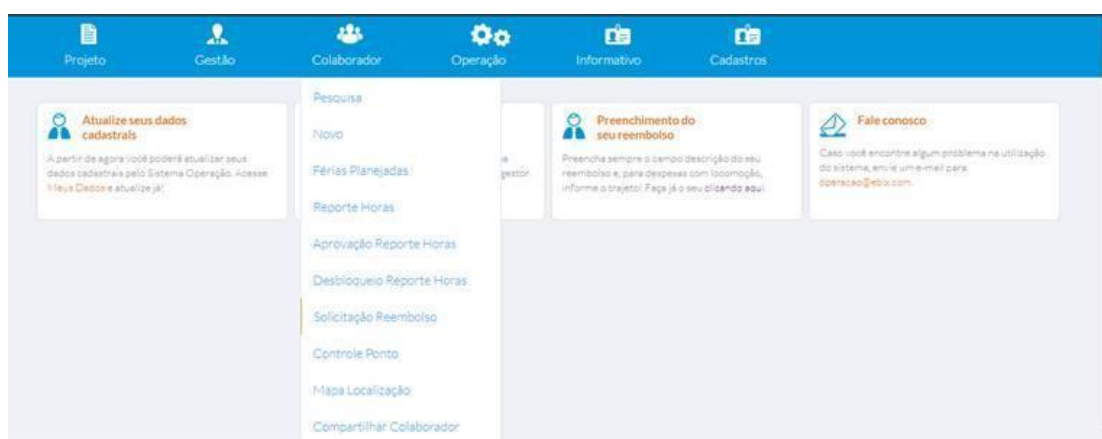 Projeto
Gestão
Colaborador
Operação
Informativo
Cadastros
Pesquisa
Novo
Férias Planejadas
Reporte Horas
Aprovação Reporte Horas
Desbloqueio Reporte Horas
Solicitação Reembolso
Controle Ponto
Mapa Localização
Compartilhar Colaborador
Atualize seus dados
cadastrais
A partir de agora você poderá atualizar seus
dados cadastrais pelo Sistema Operação. Acesse
Meus Dados e atualize já!
gestor
Preenchimento do
seu reembolso
Preencha sempre o campo descrição do seu
reembolso e, para despesas com locomoção,
informe o trajeto! Faça já o seu clicando aqui.
Fale conosco
Caso você encontre algum problema na utilização
do sistema, envie um e-mail para
operacao@ebix.com.